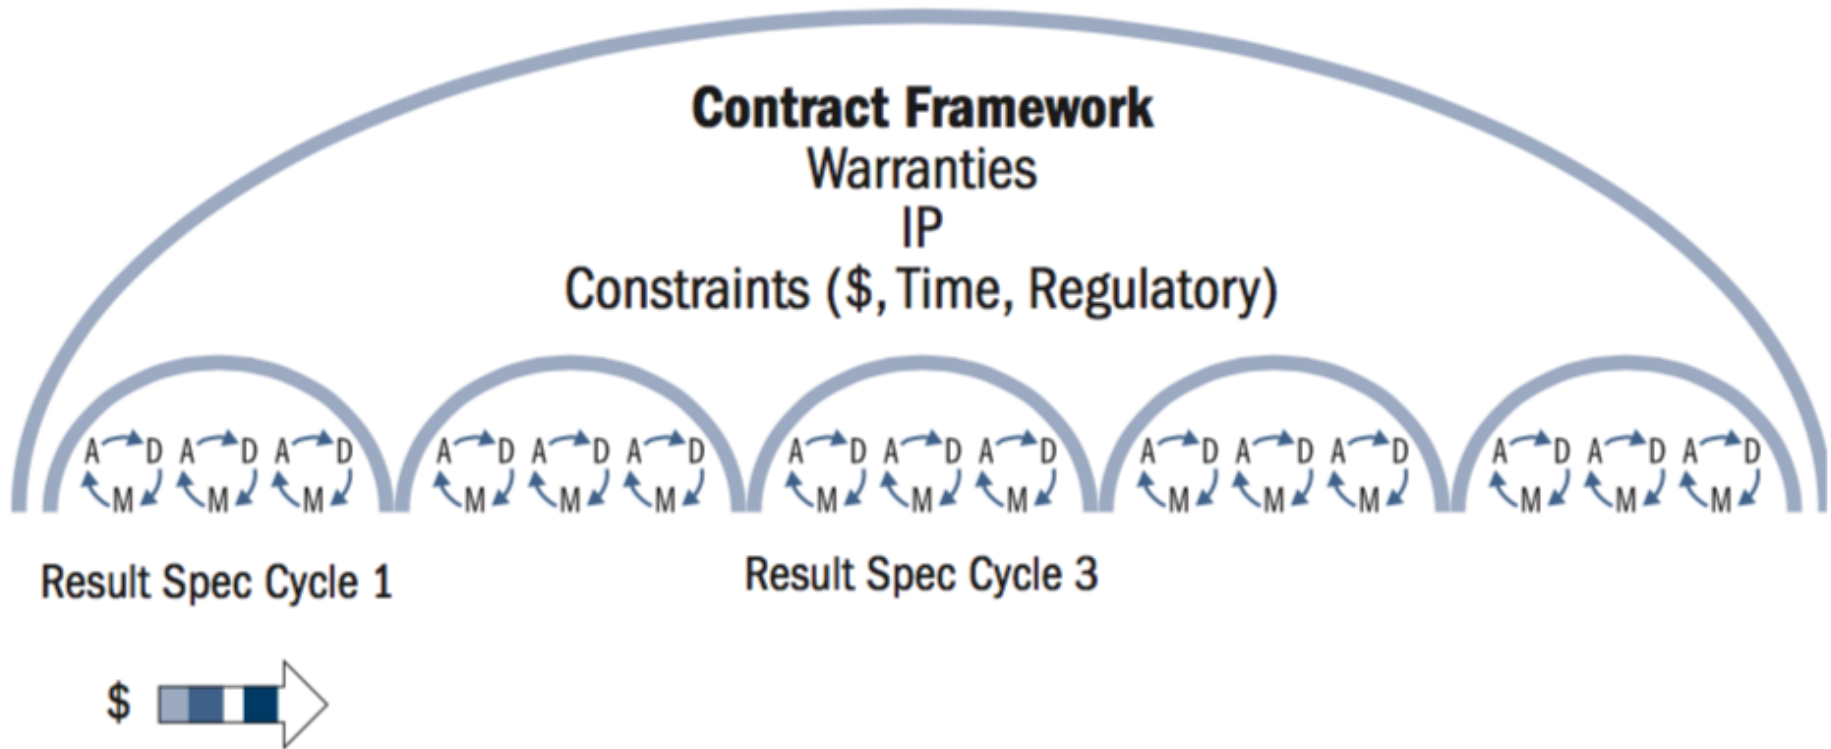 Contract Framework
Warranties
IP
Constraints ($, Time, Regulatory)
A D A D A D A D A D A D A D A D A D A D A D A D A D A D A D
M M M M M M M M M M M M M M M
Result Spec Cycle 1
Result Spec Cycle 3
$